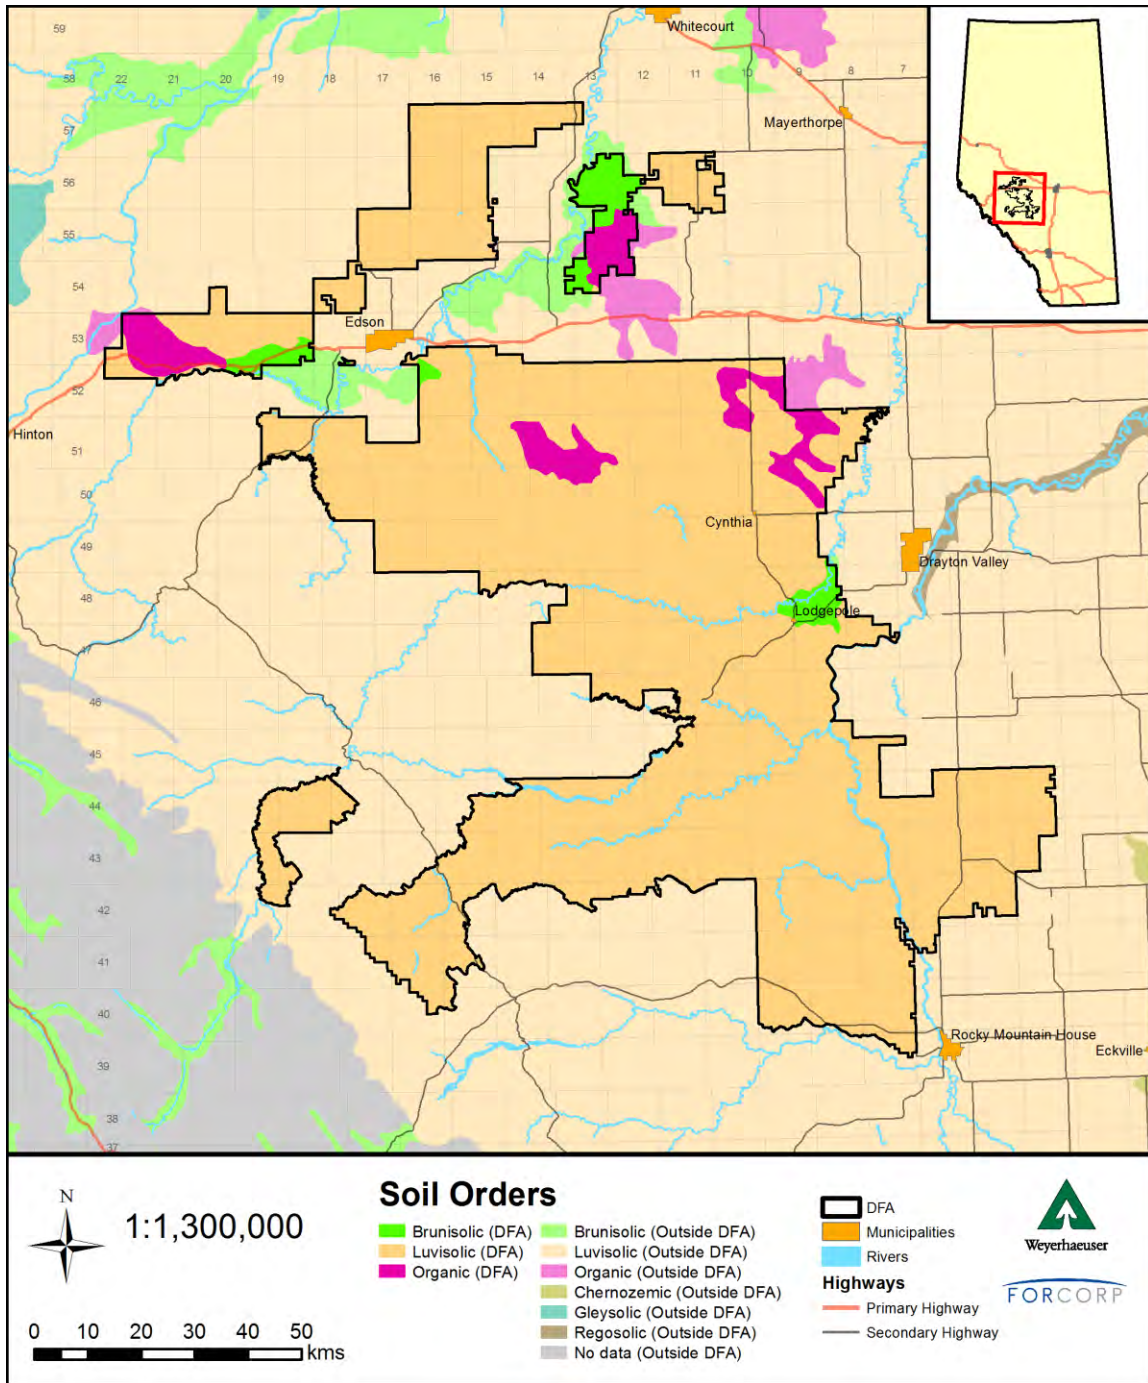 59
Whitecourt
58 22 21 20 19 18 17 16 15 14 13 12 11 10 9 8 7
57
Mayerthorpe
56
55
54
Edson
53
52
Hinton
51
50
Cynthia
49
Drayton Valley
48
Lodgepole
47
46
45
44
43
42
41
40
Rocky Mountain House
Eckville
39
38
37
N
1:1,300,000
0 10 20 30 40 50
kms
Soil Orders
Brunisolic (DFA)
Luvisolic (DFA)
Organic (DFA)
Brunisolic (Outside DFA)
Luvisolic (Outside DFA)
Organic (Outside DFA)
Chernozemic (Outside DFA)
Gleysolic (Outside DFA)
Regosolic (Outside DFA)
No data (Outside DFA)
DFA
Municipalities
Rivers
Highways
Primary Highway
Secondary Highway
Weyerhaeuser
FORCORP